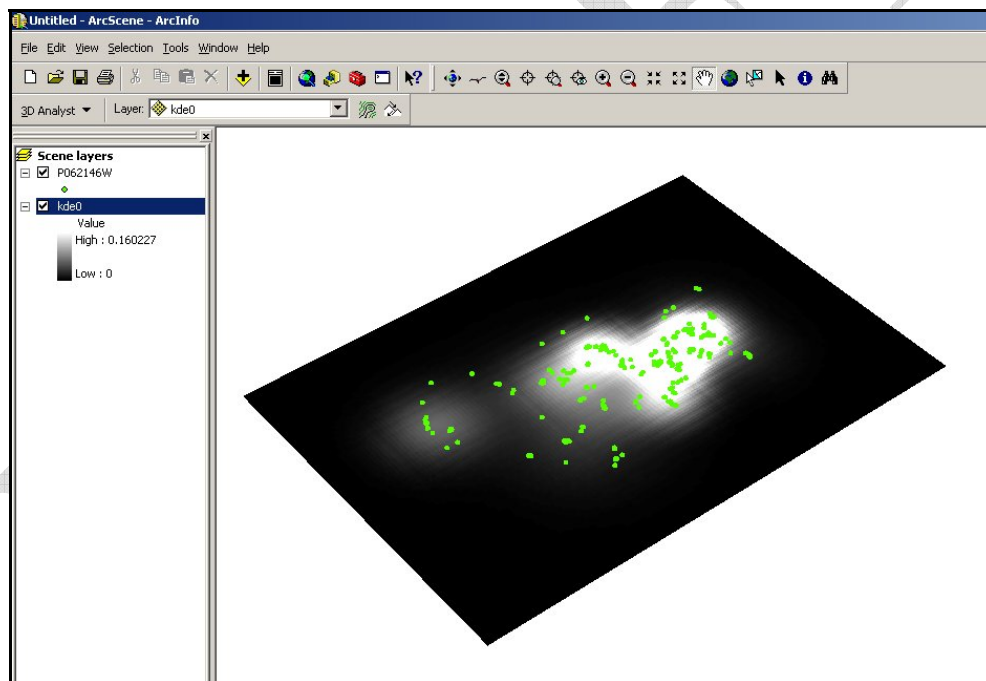 Untitled - ArcScene - ArcInfo
File Edit View Selection Tools Window Help
3D Analyst Layer: kde0
Scene layers
P062146W
kde0
Value
High : 0.160227
Low : 0